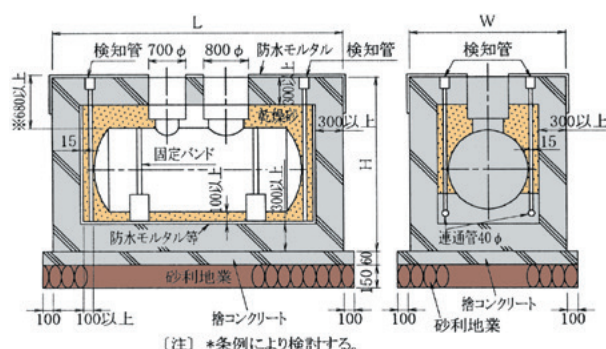 L
W
検知管 700φ 800φ 防水モルタル 検知管
検知管
※680以上
300以上
乾燥砂
300以上
300以上
15
15
固定バンド
H
100以上
300以上
防水モルタル等
連通管40φ
砂利地業
60
150
100 100以上
捨コンクリート
100
100
捨コンクリート
砂利地業
100
〔注〕 *条例により検討する。